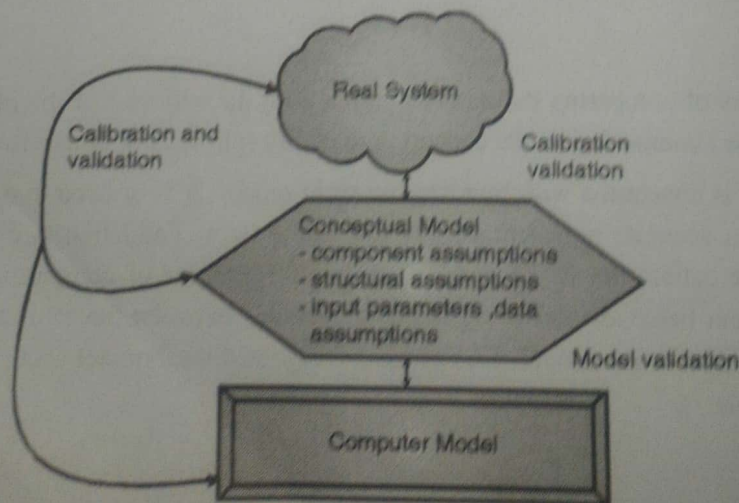 Real System
Calibration and
validation
Calibration
validation
Conceptual Model
- component assumptions
- structural assumptions
- input parameters ,data
assumptions
Model validation
Computer Model